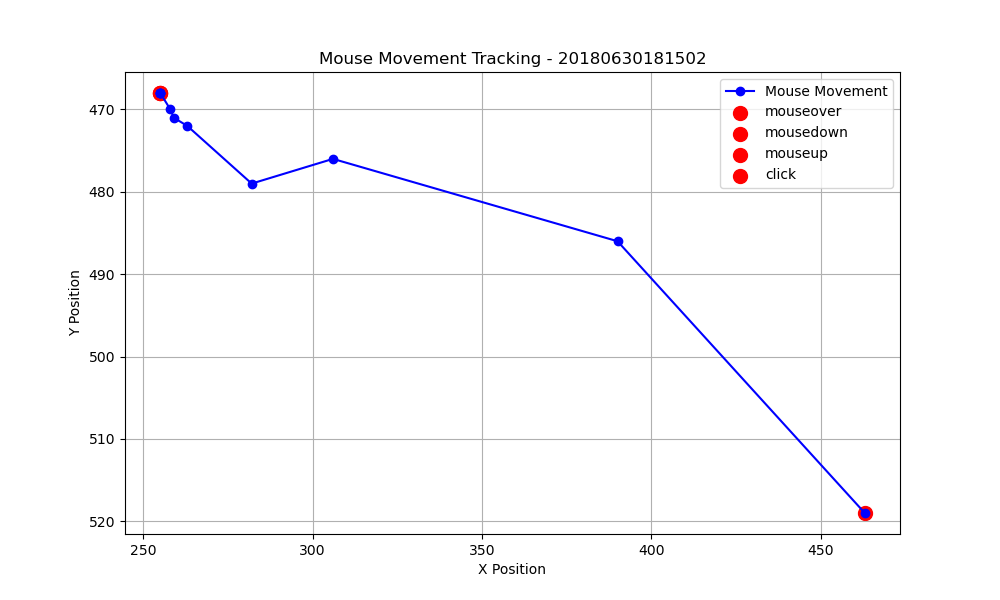 Mouse Movement Tracking - 20180630181502
Mouse Movement
mouseover
mousedown
mouseup
click
470
480
490
500
510
520
Y Position
250
300
350
400
450
X Position